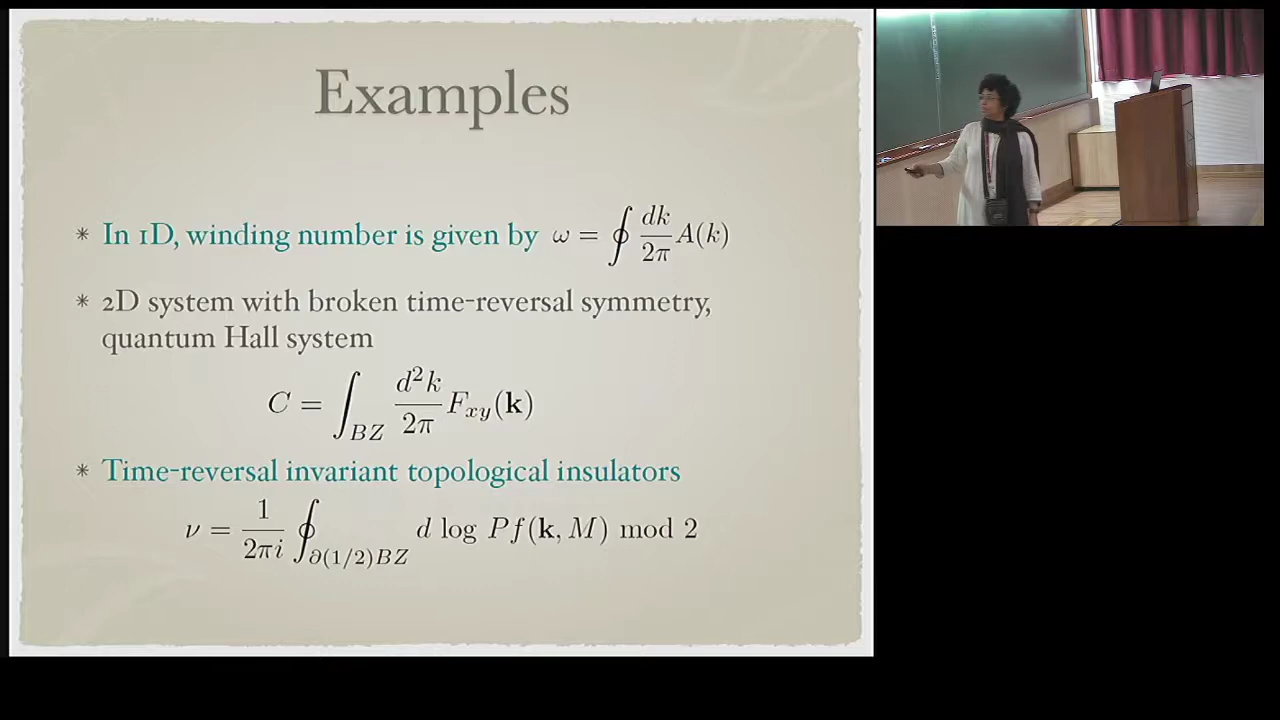 Examples
* In 1D, winding number is given by ω = ∮ dk/2π A(k)
* 2D system with broken time-reversal symmetry,
quantum Hall system
C = ∫_BZ d²k/2π F_xy(k)
* Time-reversal invariant topological insulators
ν = 1/2πi ∮_∂(1/2)BZ d log Pf(k, M) mod 2